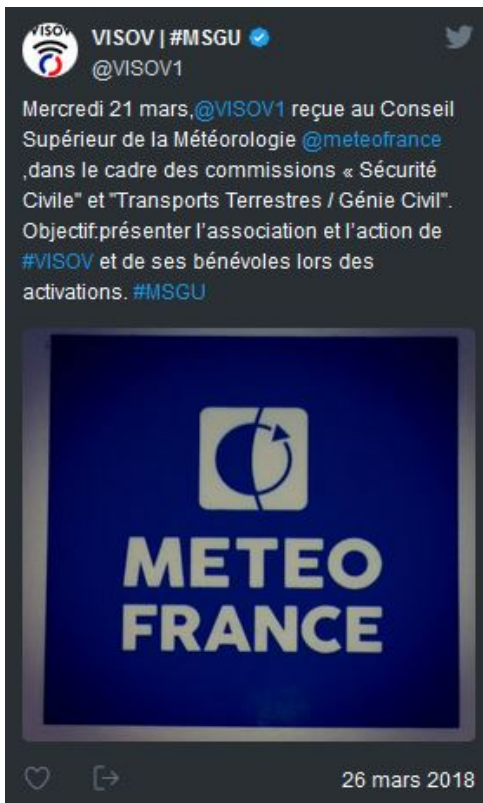 VISOV
VISOV | #MSGU
@VISOV1
Mercredi 21 mars,@VISOV1 reçue au Conseil
Supérieur de la Météorologie @meteofrance
,dans le cadre des commissions « Sécurité
Civile" et "Transports Terrestres / Génie Civil".
Objectif:présenter l'association et l'action de
#VISOV et de ses bénévoles lors des
activations. #MSGU
METEO
FRANCE
26 mars 2018